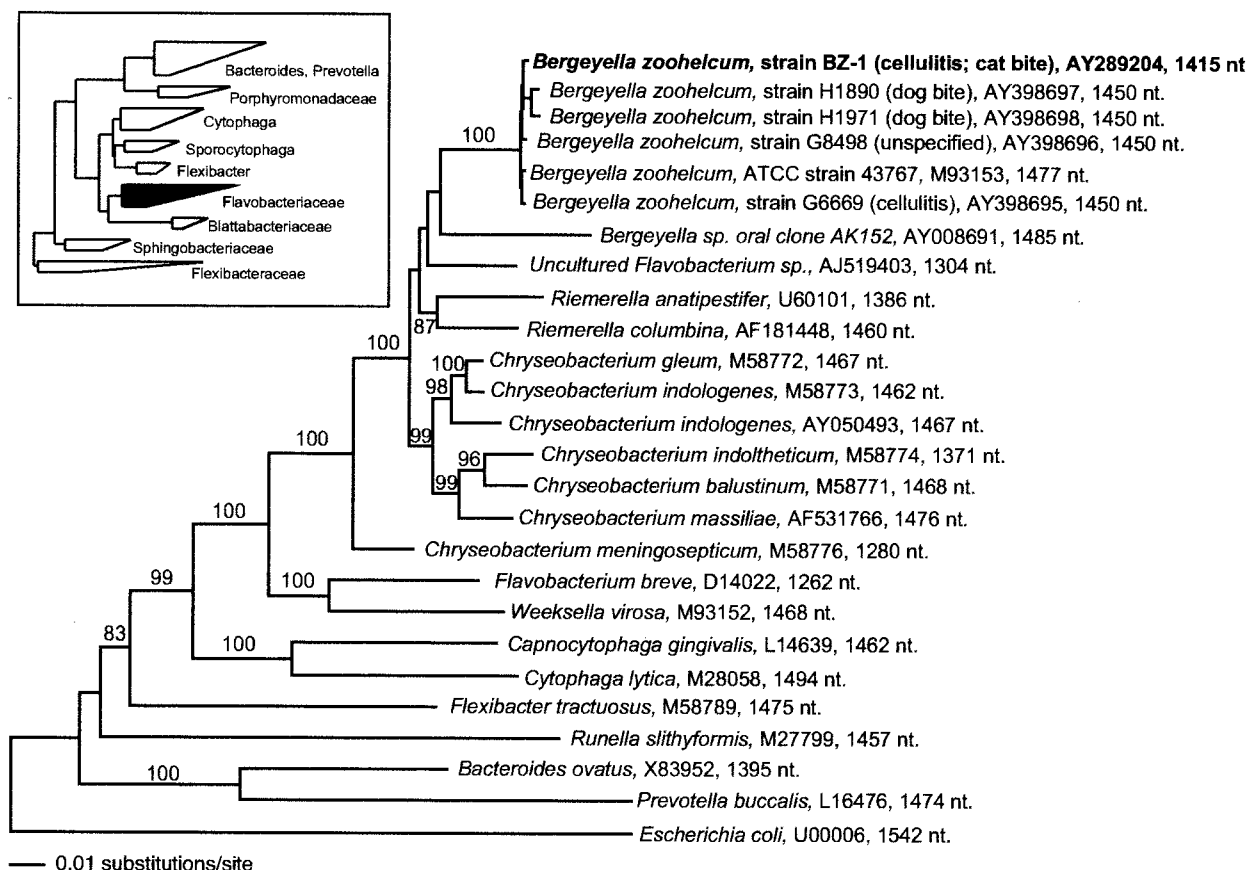 Bacteroides, Prevotella
Porphyromonadaceae
Cytophaga
Sporocytophaga
Flexibacter
Flavobacteriaceae
Blattabacteriaceae
Sphingobacteriaceae
Flexibacteraceae
Bergeyella zoohelcum, strain BZ-1 (cellulitis; cat bite), AY289204, 1415 nt
Bergeyella zoohelcum, strain H1890 (dog bite), AY398697, 1450 nt.
Bergeyella zoohelcum, strain H1971 (dog bite), AY398698, 1450 nt.
100
Bergeyella zoohelcum, strain G8498 (unspecified), AY398696, 1450 nt.
Bergeyella zoohelcum, ATCC strain 43767, M93153, 1477 nt.
Bergeyella zoohelcum, strain G6669 (cellulitis), AY398695, 1450 nt.
Bergeyella sp. oral clone AK152, AY008691, 1485 nt.
Uncultured Flavobacterium sp., AJ519403, 1304 nt.
Riemerella anatipestifer, U60101, 1386 nt.
87
Riemerella columbina, AF181448, 1460 nt.
100
100
Chryseobacterium gleum, M58772, 1467 nt.
98
Chryseobacterium indologenes, M58773, 1462 nt.
Chryseobacterium indologenes, AY050493, 1467 nt.
100
99
Chryseobacterium indoltheticum, M58774, 1371 nt.
96
99
Chryseobacterium balustinum, M58771, 1468 nt.
Chryseobacterium massiliae, AF531766, 1476 nt.
100
Chryseobacterium meningosepticum, M58776, 1280 nt.
99
100
Flavobacterium breve, D14022, 1262 nt.
Weeksella virosa, M93152, 1468 nt.
83
100
Capnocytophaga gingivalis, L14639, 1462 nt.
Cytophaga lytica, M28058, 1494 nt.
Flexibacter tractuosus, M58789, 1475 nt.
Runella slithyformis, M27799, 1457 nt.
100
Bacteroides ovatus, X83952, 1395 nt.
Prevotella buccalis, L16476, 1474 nt.
Escherichia coli, U00006, 1542 nt.
0.01 substitutions/site